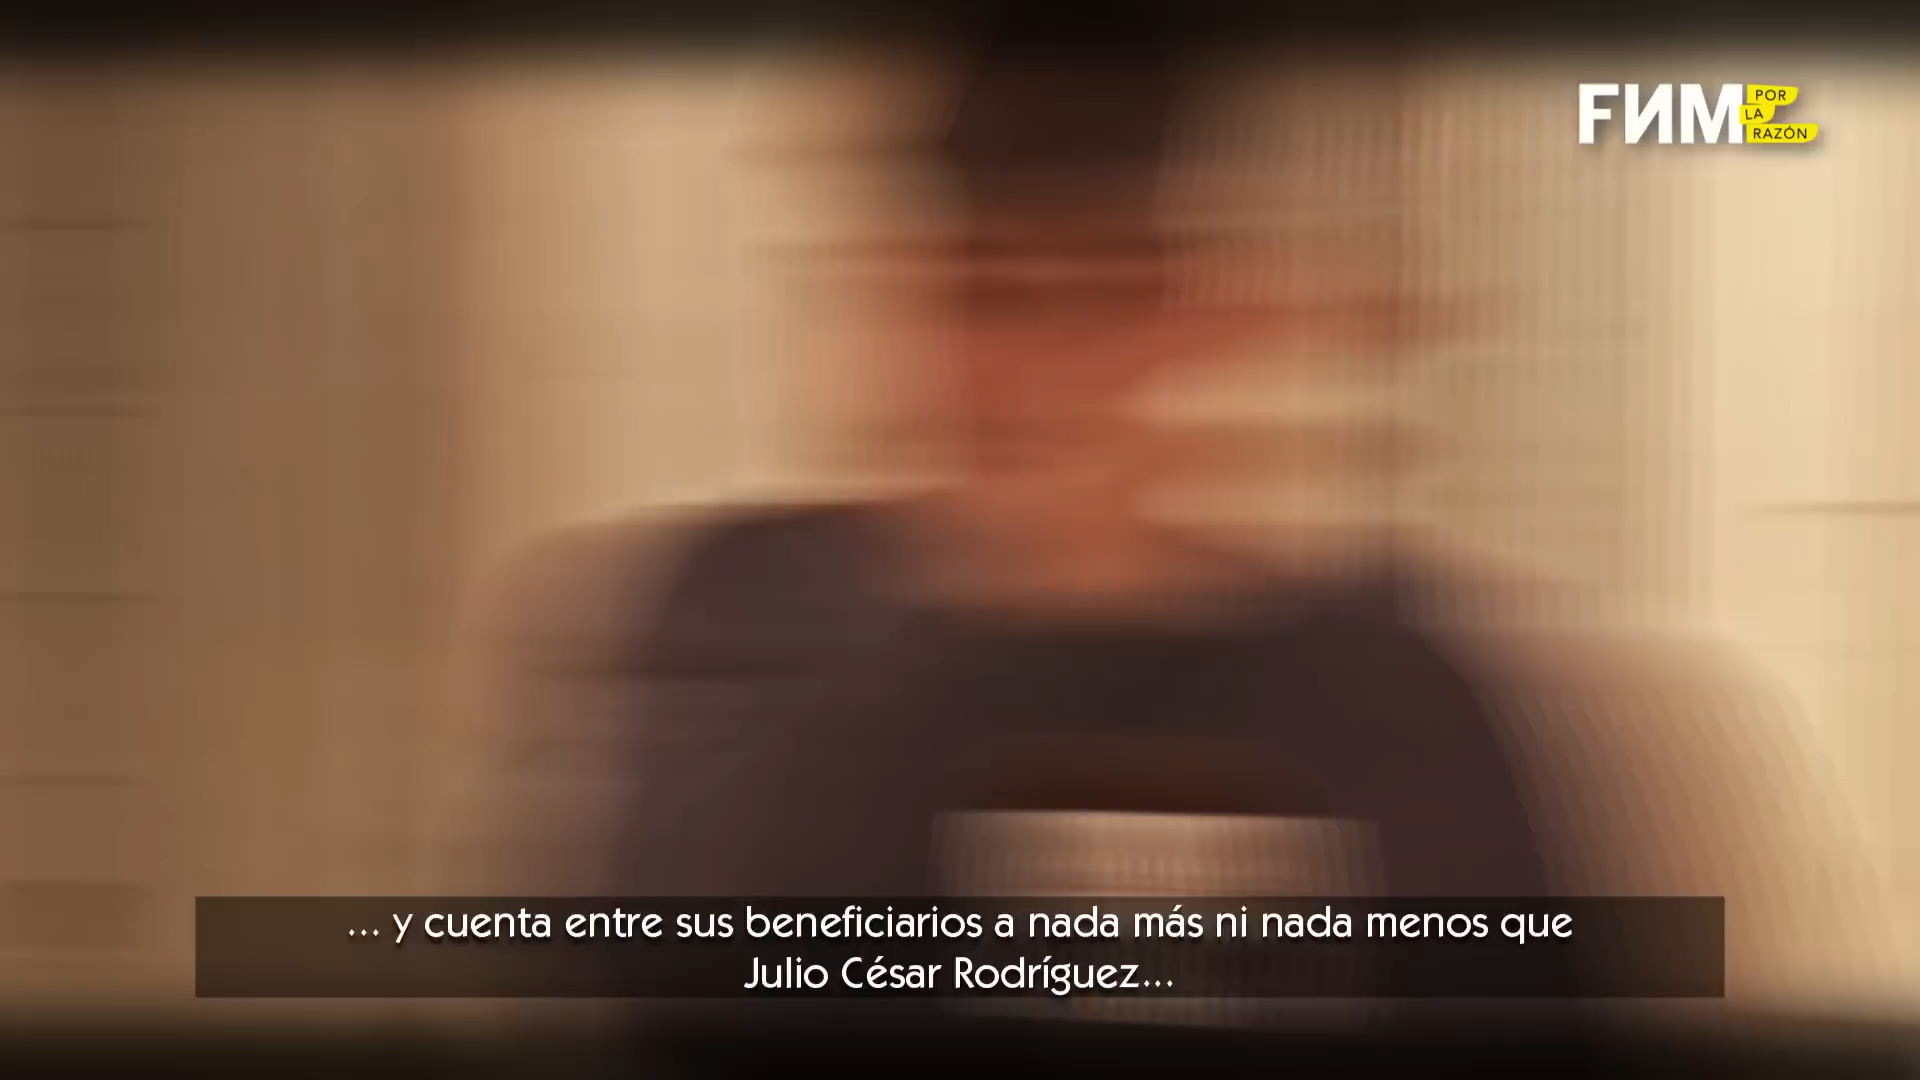 FИM
POR
LA
RAZÓN
... y cuenta entre sus beneficiarios a nada más ni nada menos que
Julio César Rodríguez...